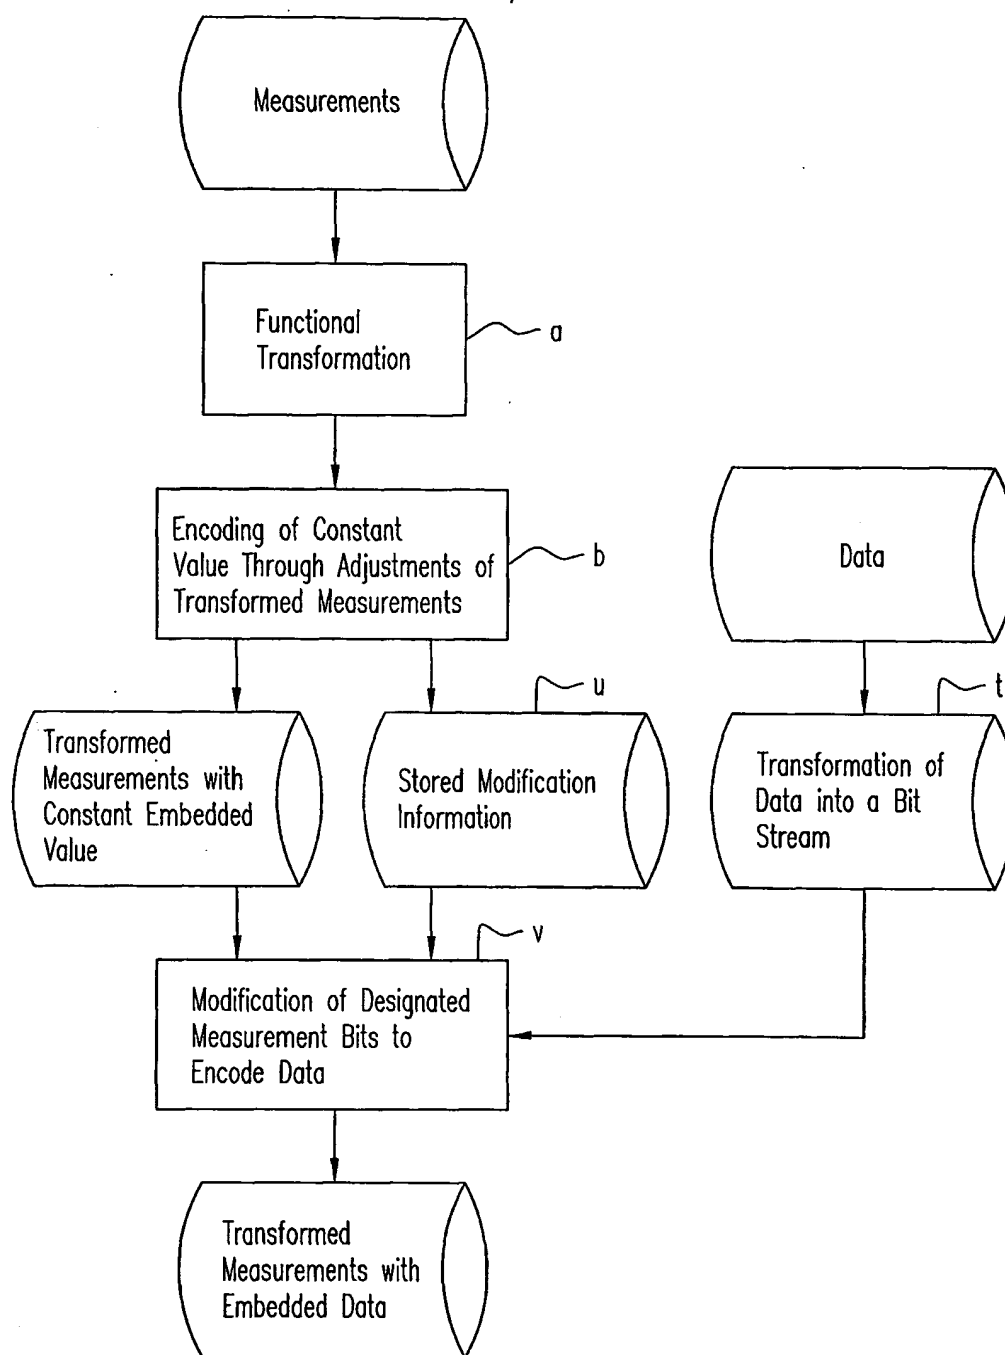 Measurements
Functional
Transformation
a
Encoding of Constant
Value Through Adjustments of
Transformed Measurements
b
Data
Transformed
Measurements with
Constant Embedded
Value
u
Stored Modification
Information
t
Transformation of
Data into a Bit
Stream
v
Modification of Designated
Measurement Bits to
Encode Data
Transformed
Measurements with
Embedded Data